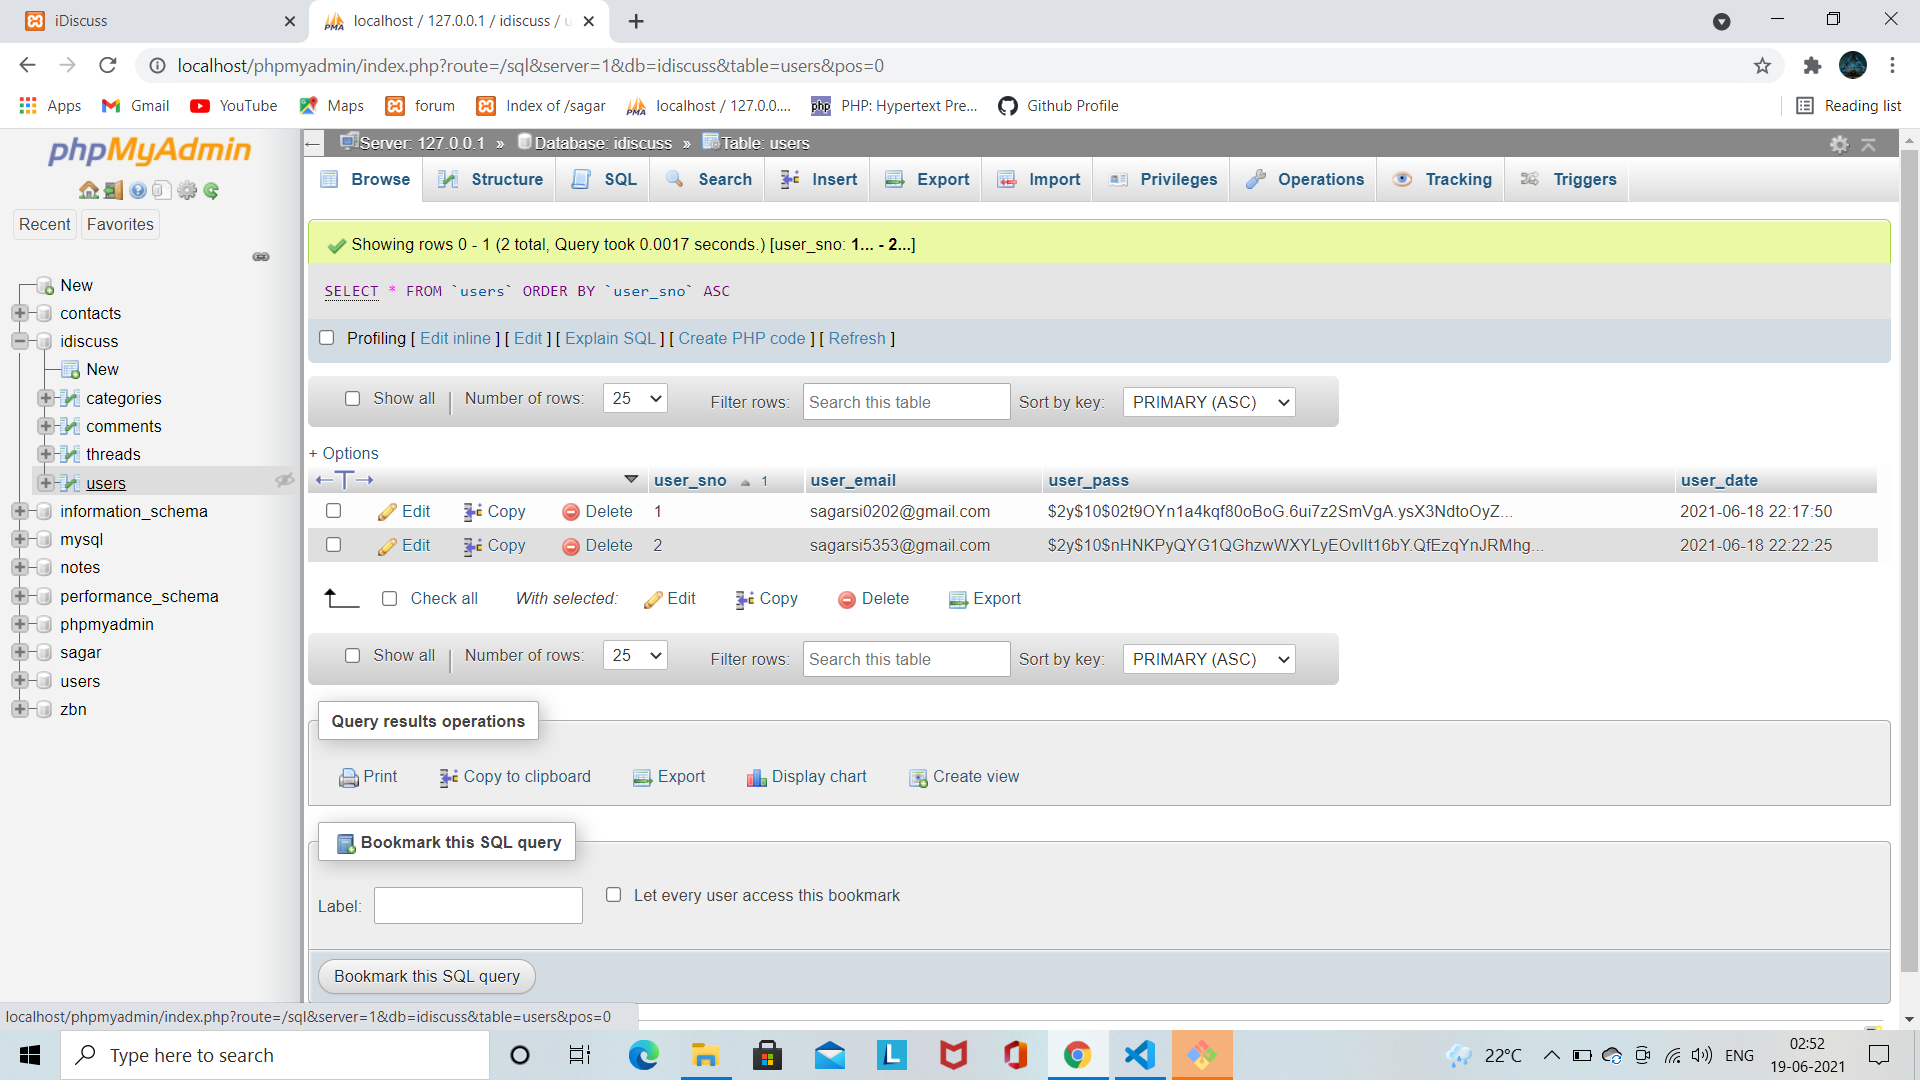 iDiscuss
localhost / 127.0.0.1 / idiscuss / u
localhost/phpmyadmin/index.php?route=/sql&server=1&db=idiscuss&table=users&pos=0
Apps Gmail YouTube Maps forum Index of /sagar localhost / 127.0.0.... PHP: Hypertext Pre... Github Profile Reading list
phpMyAdmin
Recent Favorites
New
contacts
idiscuss
New
categories
comments
threads
users
information_schema
mysql
notes
performance_schema
phpmyadmin
sagar
users
zbn
Server: 127.0.0.1 » Database: idiscuss » Table: users
Browse Structure SQL Search Insert Export Import Privileges Operations Tracking Triggers
Showing rows 0 - 1 (2 total, Query took 0.0017 seconds.) [user_sno: 1... - 2...]
SELECT * FROM `users` ORDER BY `user_sno` ASC
Profiling [ Edit inline ] [ Edit ] [ Explain SQL ] [ Create PHP code ] [ Refresh ]
Show all Number of rows: 25 Filter rows: Search this table Sort by key: PRIMARY (ASC)
+ Options
←T→ user_sno 1 user_email user_pass user_date
Edit Copy Delete 1 sagarsi0202@gmail.com $2y$10$02t9OYn1a4kqf80oBoG.6ui7z2SmVgA.ysX3NdtoOyZ... 2021-06-18 22:17:50
Edit Copy Delete 2 sagarsi5353@gmail.com $2y$10$nHNKPyQYG1QGhzwWXYLyEOvllt16bY.QfEzqYnJRMhg... 2021-06-18 22:22:25
Check all With selected: Edit Copy Delete Export
Show all Number of rows: 25 Filter rows: Search this table Sort by key: PRIMARY (ASC)
Query results operations
Print Copy to clipboard Export Display chart Create view
Bookmark this SQL query
Label: Let every user access this bookmark
Bookmark this SQL query
localhost/phpmyadmin/index.php?route=/sql&server=1&db=idiscuss&table=users&pos=0
Type here to search
22°C ENG
02:52
19-06-2021